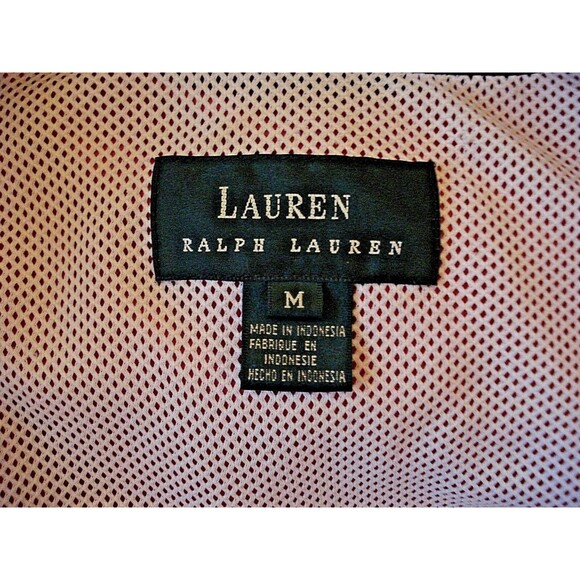 LAUREN
RALPH LAUREN
M
MADE IN INDONESIA
FABRIQUE EN
INDONESIE
HECHO EN INDONESIA